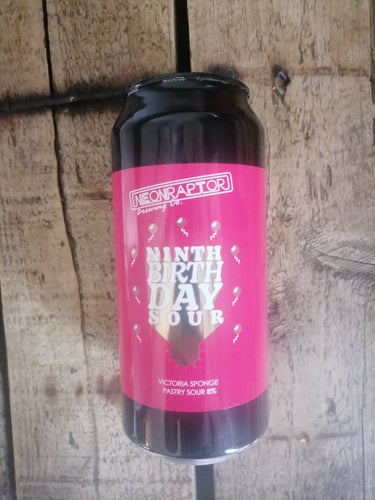 NEONRAPTOR
Brewing Co.
NINTH
BIRTH
DAY
SOUR
VICTORIA SPONGE
PASTRY SOUR 8%